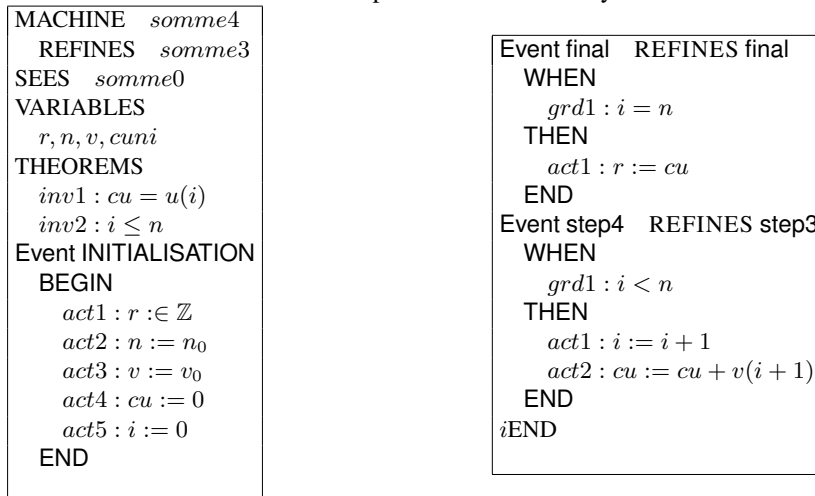 MACHINE somme4
REFINES somme3
SEES somme0
VARIABLES
r, n, v, cuni
THEOREMS
inv1 : cu = u(i)
inv2 : i ≤ n
Event INITIALISATION
BEGIN
act1 : r :∈ ℤ
act2 : n := n₀
act3 : v := v₀
act4 : cu := 0
act5 : i := 0
END
Event final REFINES final
WHEN
grd1 : i = n
THEN
act1 : r := cu
END
Event step4 REFINES step3
WHEN
grd1 : i < n
THEN
act1 : i := i + 1
act2 : cu := cu + v(i + 1)
END
iEND